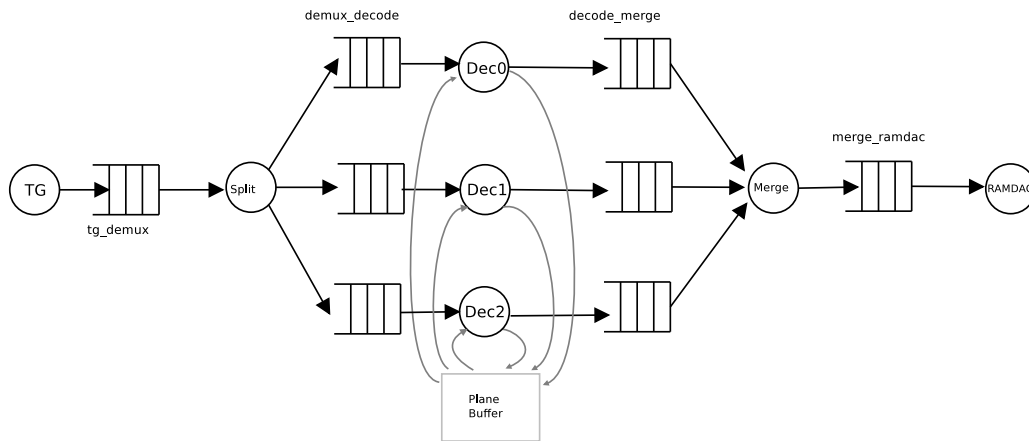 demux_decode
decode_merge
Dec0
merge_ramdac
TG
Split
Dec1
Merge
RAMDAC
tg_demux
Dec2
Plane
Buffer